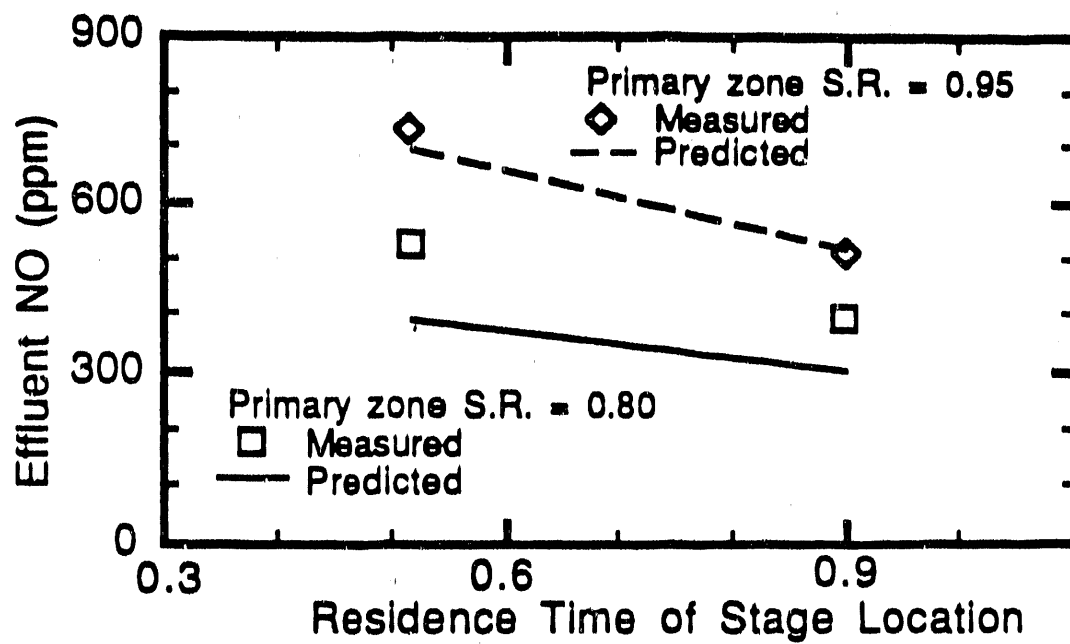 900
Primary zone S.R. = 0.95
Measured
Predicted
600
Effluent NO (ppm)
300
Primary zone S.R. = 0.80
Measured
Predicted
0
0.3 0.6 0.9
Residence Time of Stage Location